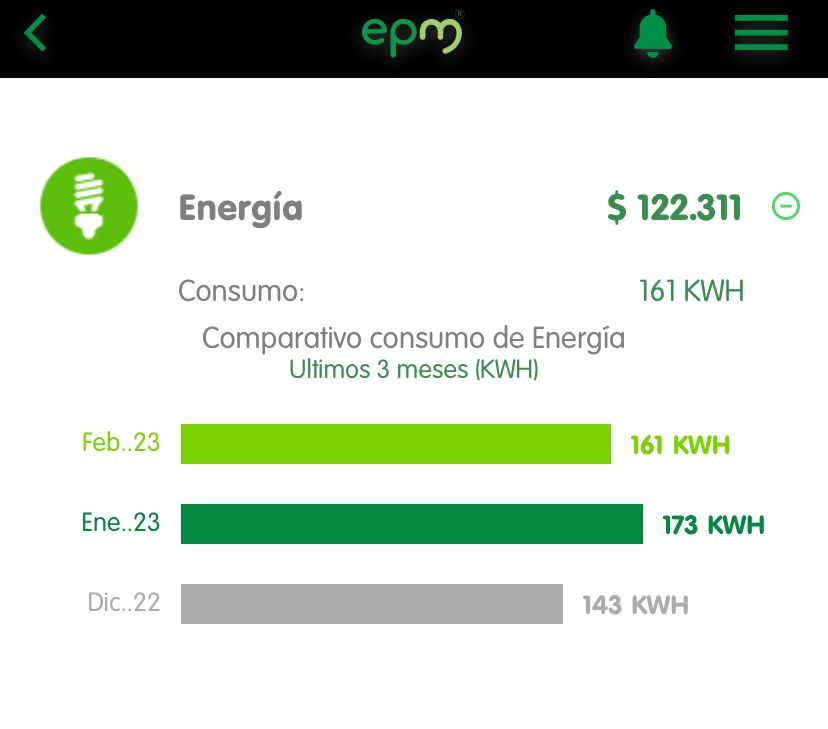 epm®
Energía $ 122.311
Consumo: 161 KWH
Comparativo consumo de Energía
Ultimos 3 meses (KWH)
Feb..23 161 KWH
Ene..23 173 KWH
Dic..22 143 KWH